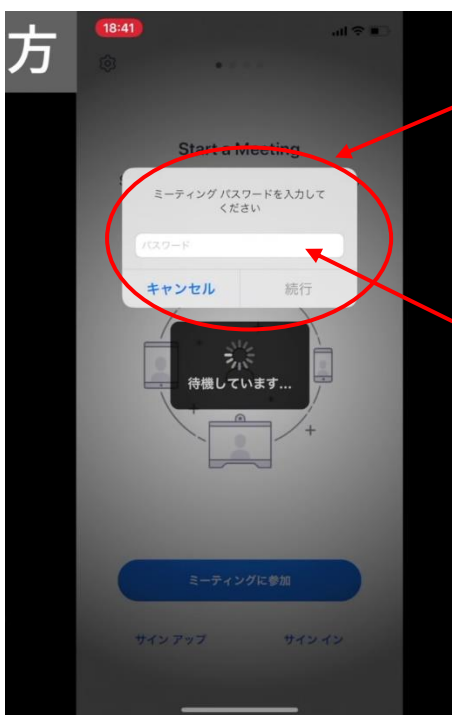 方
18:41
Start a Meeting
ミーティング パスワードを入力して
ください
パスワード
キャンセル
続行
待機しています...
ミーティングに参加
サイン アップ
サイン イン